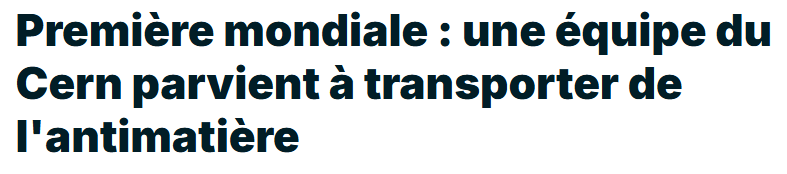 Première mondiale : une équipe du
Cern parvient à transporter de
l'antimatière